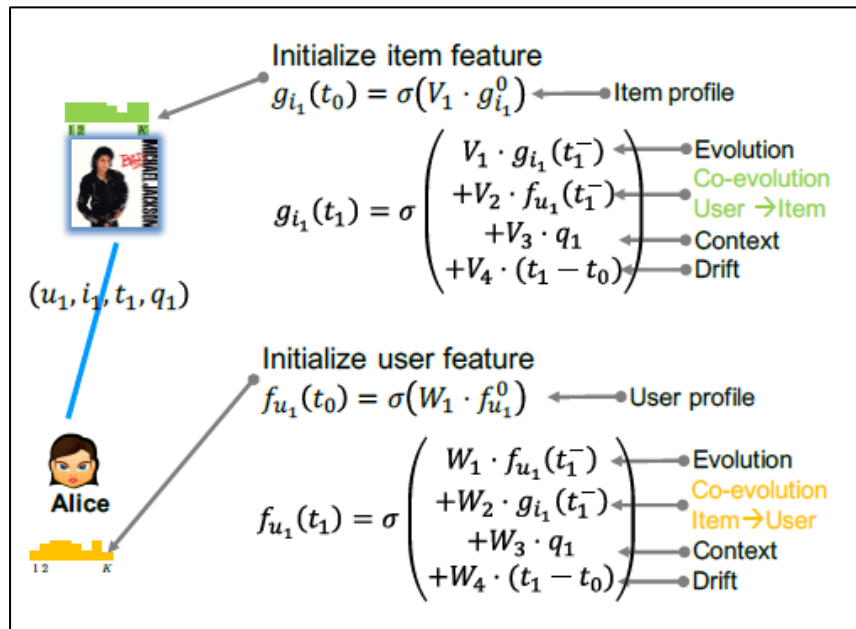 Initialize item feature
g_{i_1}(t_0) = σ(V_1 · g_{i_1}^0)
Item profile
1 2 K
BAD
MICHAEL JACKSON
g_{i_1}(t_1) = σ
V_1 · g_{i_1}(t_1^-)
Evolution
+V_2 · f_{u_1}(t_1^-)
Co-evolution
User →Item
+V_3 · q_1
Context
+V_4 · (t_1 − t_0)
Drift
(u_1, i_1, t_1, q_1)
Initialize user feature
f_{u_1}(t_0) = σ(W_1 · f_{u_1}^0)
User profile
Alice
1 2 K
f_{u_1}(t_1) = σ
W_1 · f_{u_1}(t_1^-)
Evolution
+W_2 · g_{i_1}(t_1^-)
Co-evolution
Item→User
+W_3 · q_1
Context
+W_4 · (t_1 − t_0)
Drift